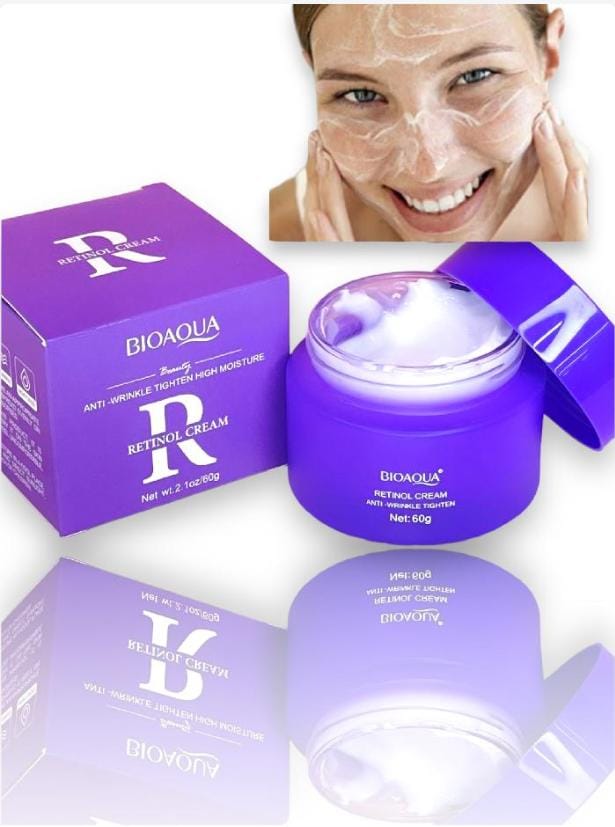 R
RETINOL CREAM
BIOAQUA
Beauty
ANTI -WRINKLE TIGHTEN HIGH MOISTURE
R
RETINOL CREAM
Net wt.2.1oz/60g
BIOAQUA
RETINOL CREAM
ANTI -WRINKLE TIGHTEN
Net: 60g